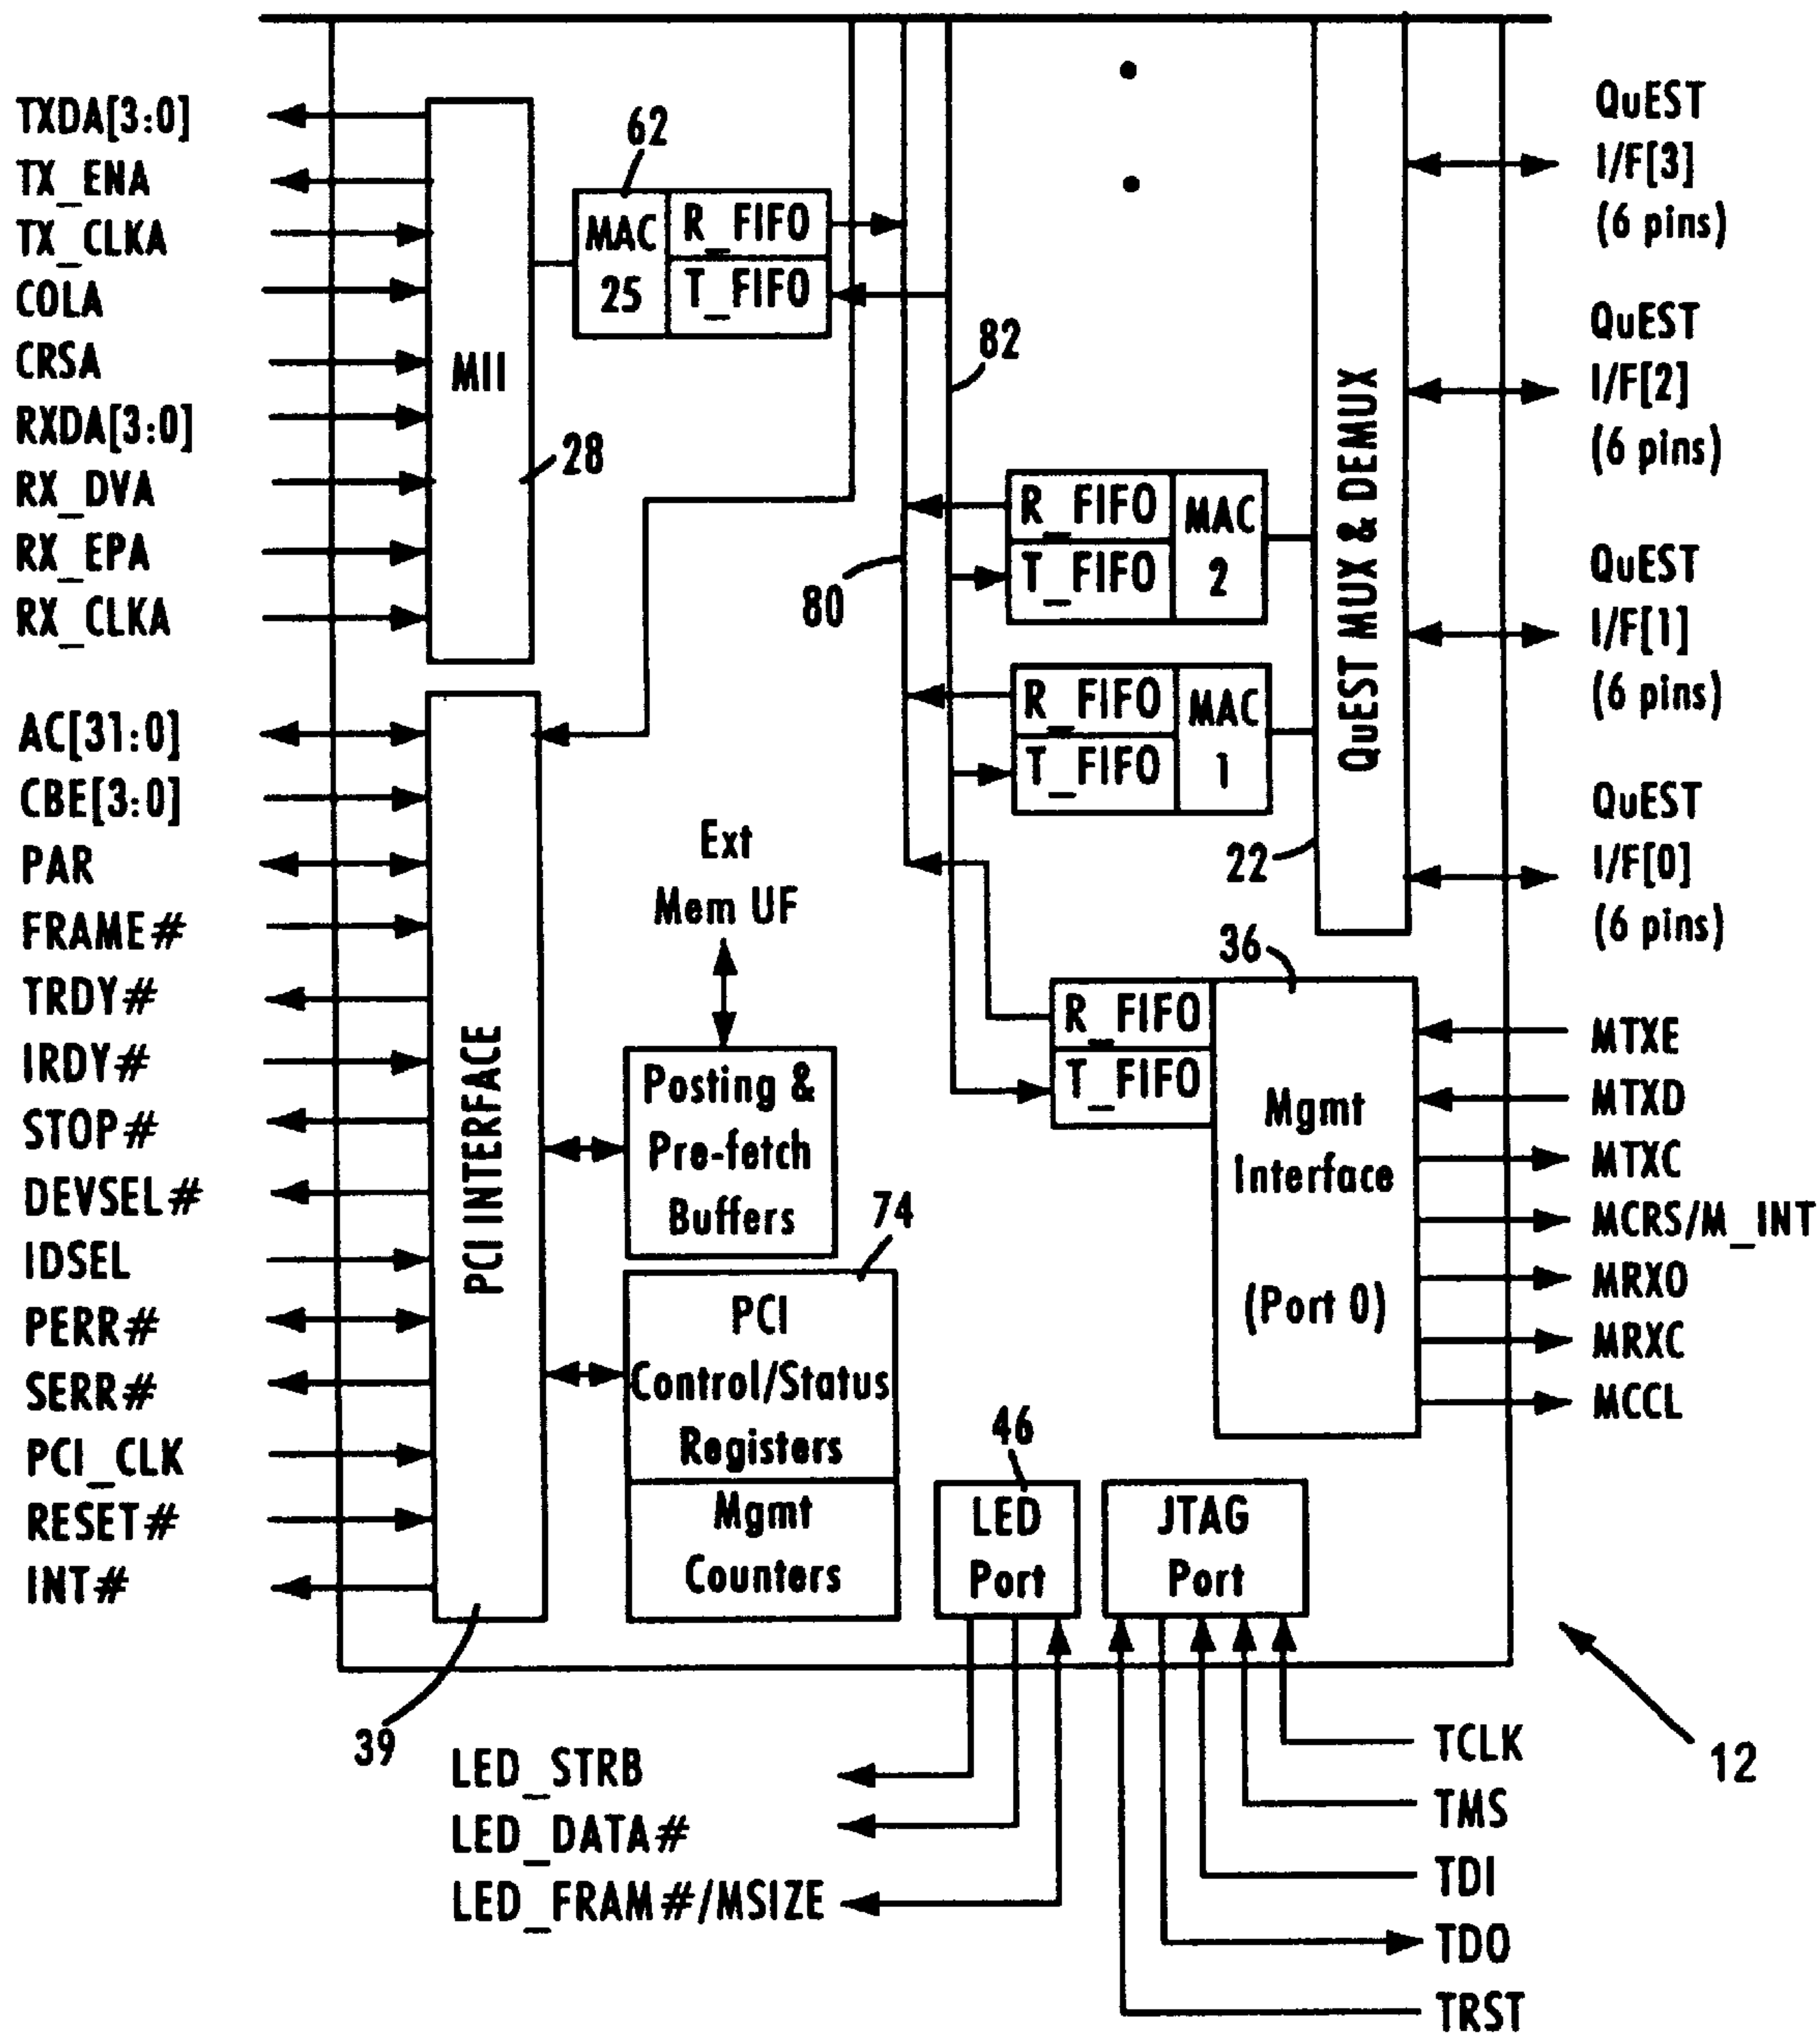 TXDA[3:0]
TX_ENA
TX_CLKA
COLA
CRSA
RXDA[3:0]
RX_DVA
RX_EPA
RX_CLKA
MII
28
62
MAC
25
R_FIFO
T_FIFO
82
80
R_FIFO
T_FIFO
MAC
2
R_FIFO
T_FIFO
MAC
1
QuEST MUX & DEMUX
22
QuEST
I/F[3]
(6 pins)
QuEST
I/F[2]
(6 pins)
QuEST
I/F[1]
(6 pins)
QuEST
I/F[0]
(6 pins)
AC[31:0]
CBE[3:0]
PAR
FRAME#
TRDY#
IRDY#
STOP#
DEVSEL#
IDSEL
PERR#
SERR#
PCI_CLK
RESET#
INT#
PCI INTERFACE
39
Ext
Mem UF
Posting &
Pre-fetch
Buffers
74
PCI
Control/Status
Registers
Mgmt
Counters
36
R_FIFO
T_FIFO
Mgmt
Interface
(Port 0)
MTXE
MTXD
MTXC
MCRS/M_INT
MRXO
MRXC
MCCL
46
LED
Port
JTAG
Port
LED_STRB
LED_DATA#
LED_FRAM#/MSIZE
TCLK
TMS
TDI
TDO
TRST
12